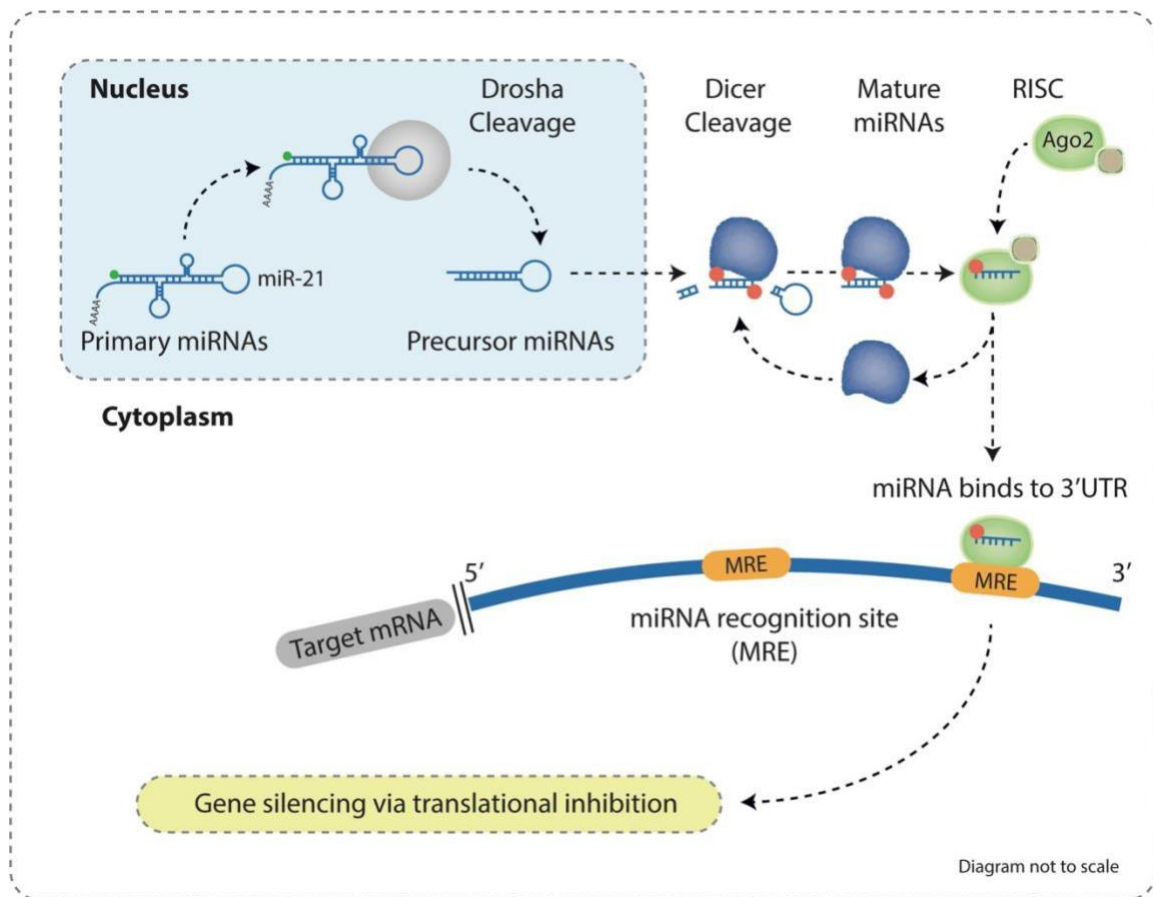 Nucleus
Drosha
Cleavage
Dicer
Cleavage
Mature
miRNAs
RISC
Ago2
AAAA
miR-21
AAAA
Primary miRNAs
Precursor miRNAs
Cytoplasm
miRNA binds to 3’UTR
5’
MRE
MRE
3’
Target mRNA
miRNA recognition site
(MRE)
Gene silencing via translational inhibition
Diagram not to scale